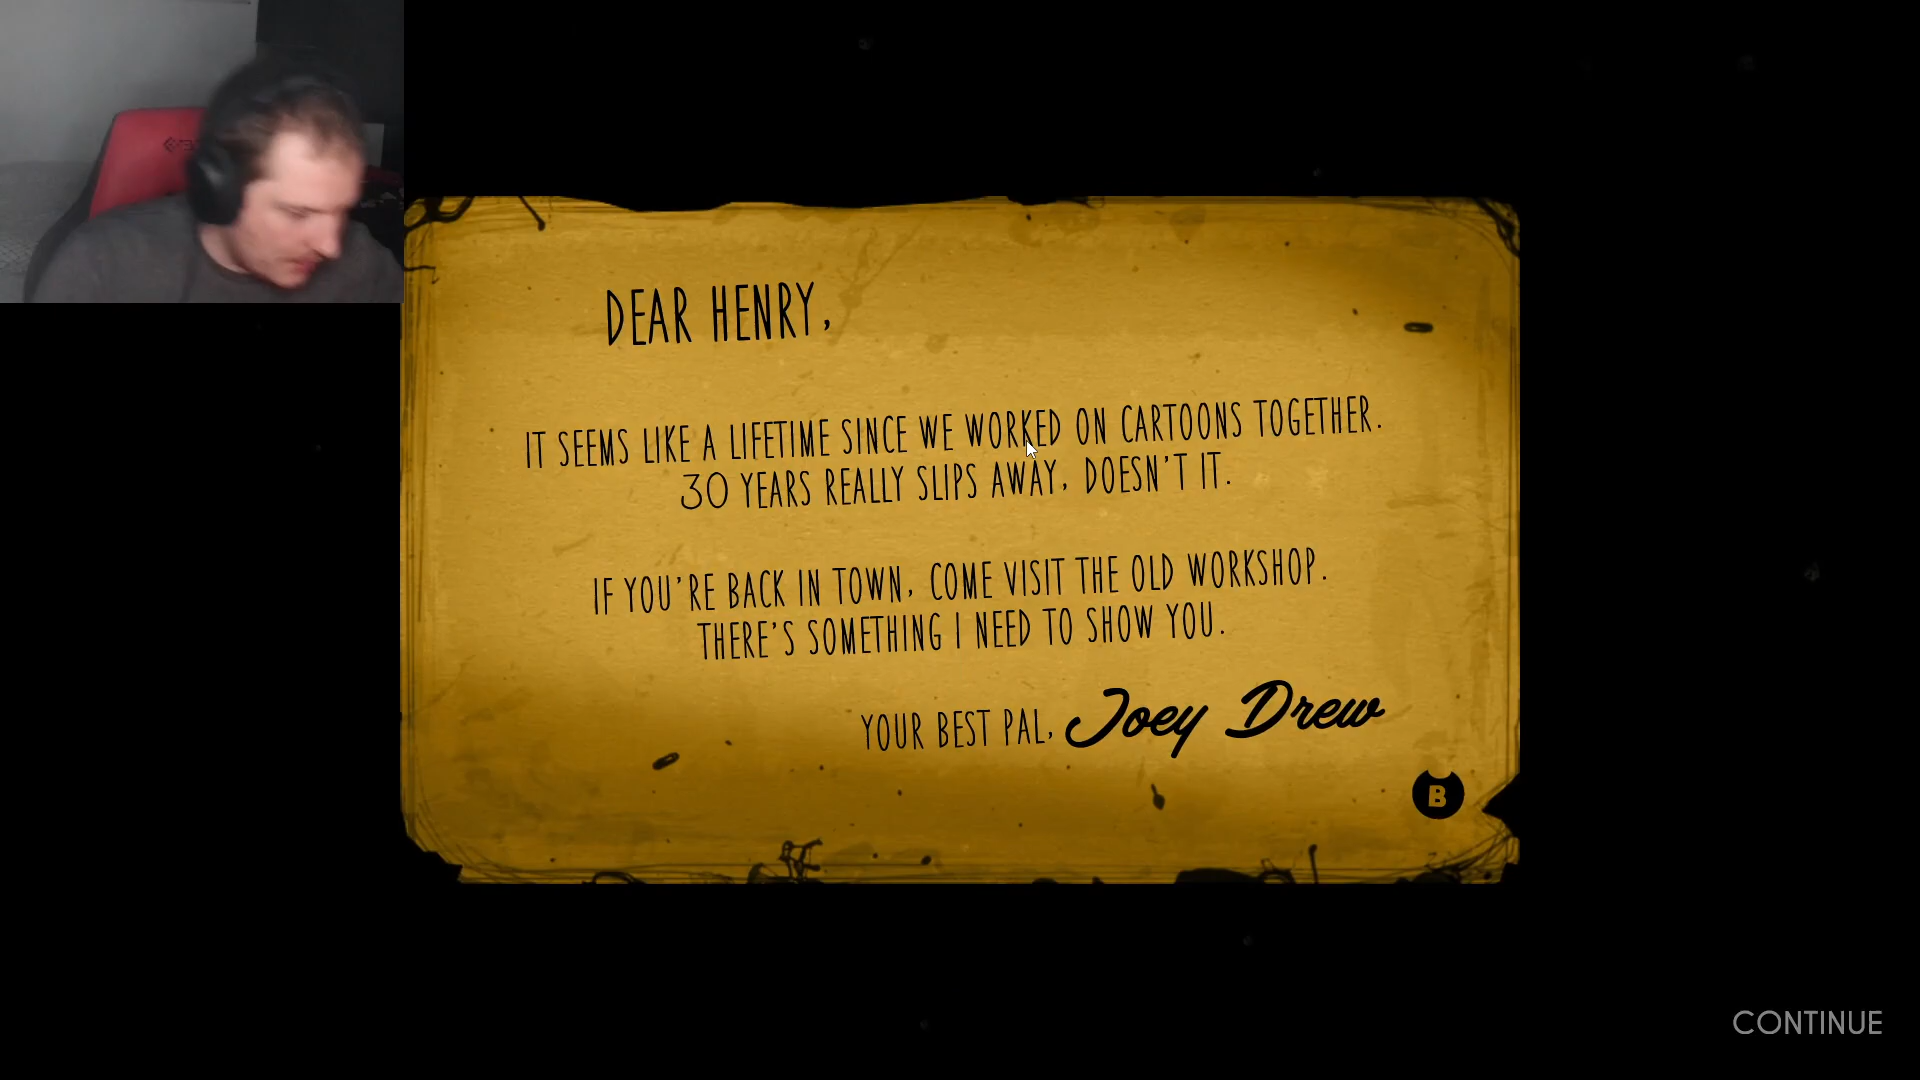 DEAR HENRY,
IT SEEMS LIKE A LIFETIME SINCE WE WORKED ON CARTOONS TOGETHER.
30 YEARS REALLY SLIPS AWAY, DOESN'T IT.
IF YOU'RE BACK IN TOWN, COME VISIT THE OLD WORKSHOP.
THERE'S SOMETHING I NEED TO SHOW YOU.
YOUR BEST PAL, Joey Drew
B
CONTINUE